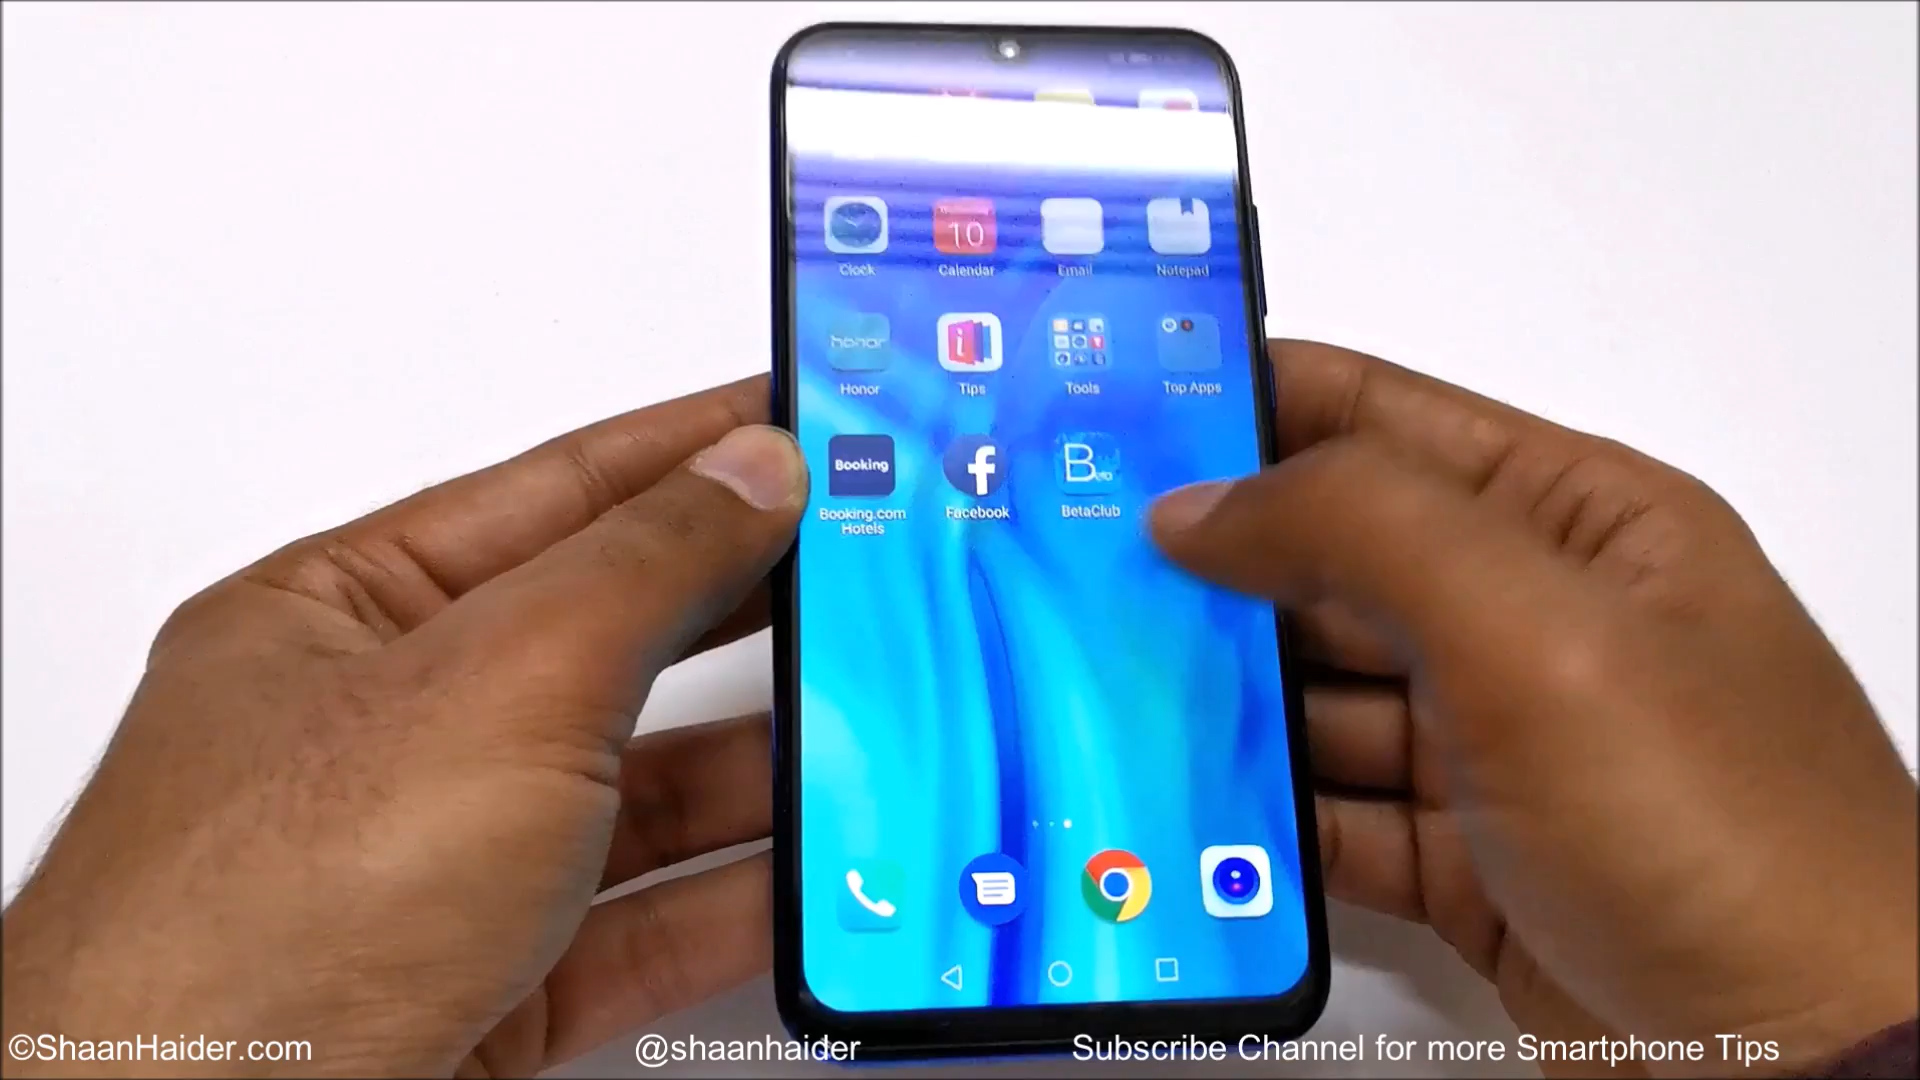 Clock Calendar Email Notepad
10
honor
Honor Tips Tools Top Apps
Booking
B
Booking.com Facebook BetaClub
Hotels
©ShaanHaider.com @shaanhaider Subscribe Channel for more Smartphone Tips